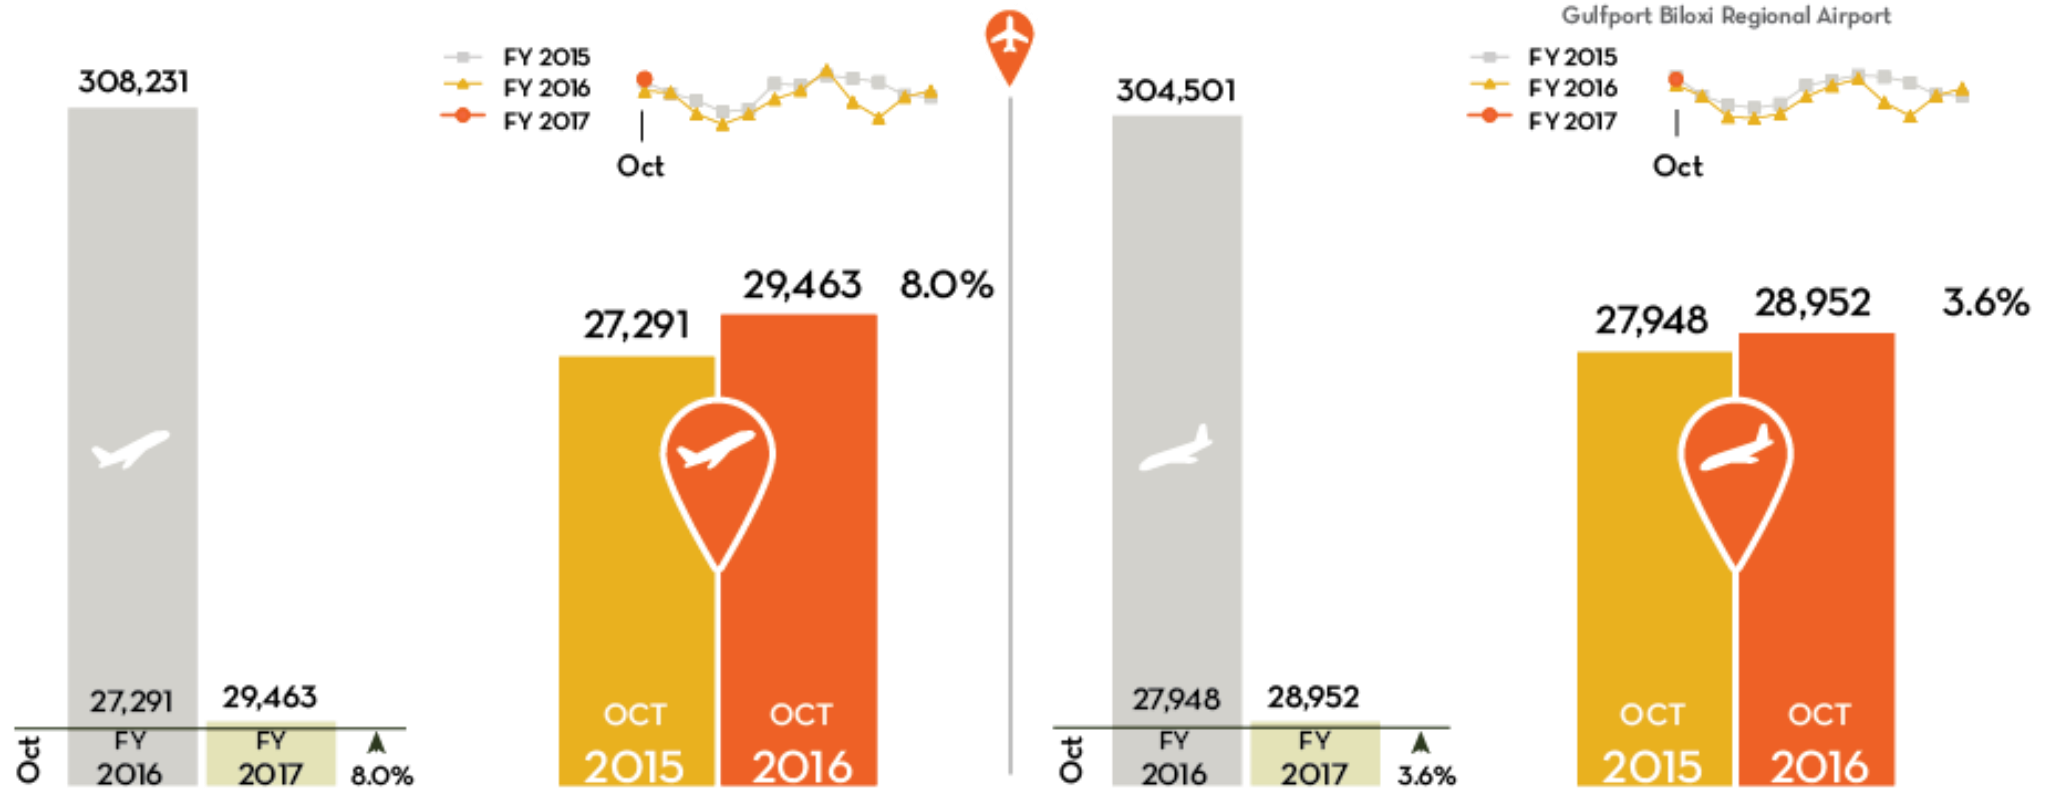 308,231
27,291
29,463
Oct
FY
2016
FY
2017
8.0%
FY 2015
FY 2016
FY 2017
Oct
27,291
29,463
8.0%
OCT
2015
OCT
2016
304,501
27,948
28,952
Oct
FY
2016
FY
2017
3.6%
Gulfport Biloxi Regional Airport
FY 2015
FY 2016
FY 2017
Oct
27,948
28,952
3.6%
OCT
2015
OCT
2016